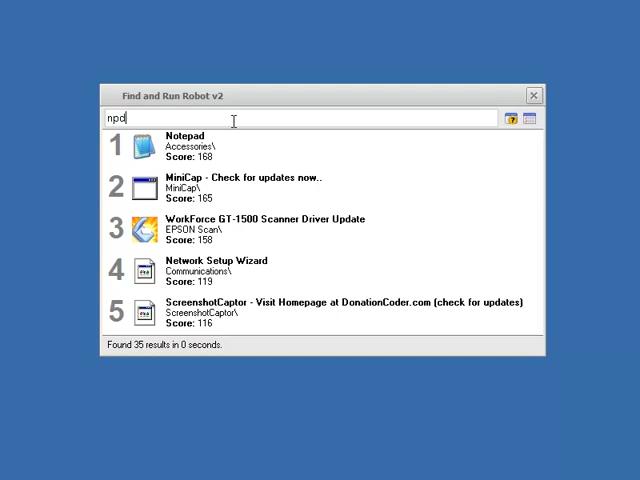 Find and Run Robot v2
npd
1
Notepad
Accessories\
Score: 168
2
MiniCap - Check for updates now..
MiniCap\
Score: 165
3
WorkForce GT-1500 Scanner Driver Update
EPSON Scan\
Score: 158
4
Network Setup Wizard
Communications\
Score: 119
5
ScreenshotCaptor - Visit Homepage at DonationCoder.com (check for updates)
ScreenshotCaptor\
Score: 116
Found 35 results in 0 seconds.